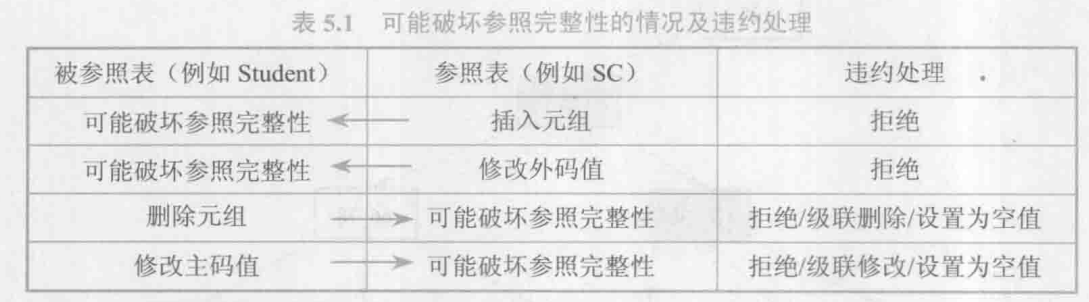 表 5.1 可能破坏参照完整性的情况及违约处理
被参照表（例如 Student） 参照表（例如 SC） 违约处理
可能破坏参照完整性 插入元组 拒绝
可能破坏参照完整性 修改外码值 拒绝
删除元组 可能破坏参照完整性 拒绝/级联删除/设置为空值
修改主码值 可能破坏参照完整性 拒绝/级联修改/设置为空值